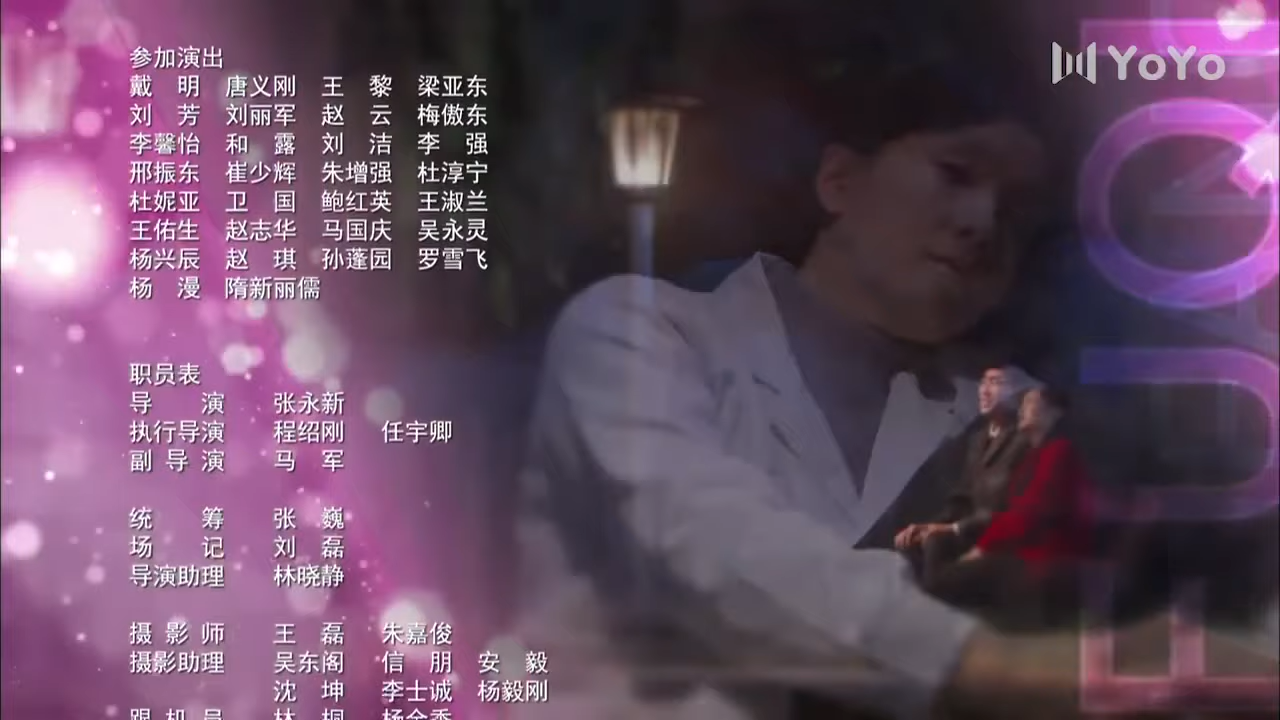 参加演出
戴 明 唐义刚 王 黎 梁亚东
刘 芳 刘丽军 赵 云 梅傲东
李馨怡 和 露 刘 洁 李 强
邢振东 崔少辉 朱增强 杜淳宁
杜妮亚 卫 国 鲍红英 王淑兰
王佑生 赵志华 马国庆 吴永灵
杨兴辰 赵 琪 孙蓬园 罗雪飞
杨 漫 隋新丽儒
职员表
导 演 张永新
执行导演 程绍刚 任宇卿
副 导 演 马 军
统 筹 张 巍
场 记 刘 磊
导演助理 林晓静
摄 影 师 王 磊 朱嘉俊
摄影助理 吴东阁 信 朋 安 毅
沈 坤 李士诚 杨毅刚
跟 机 员 林 桐
YoYo